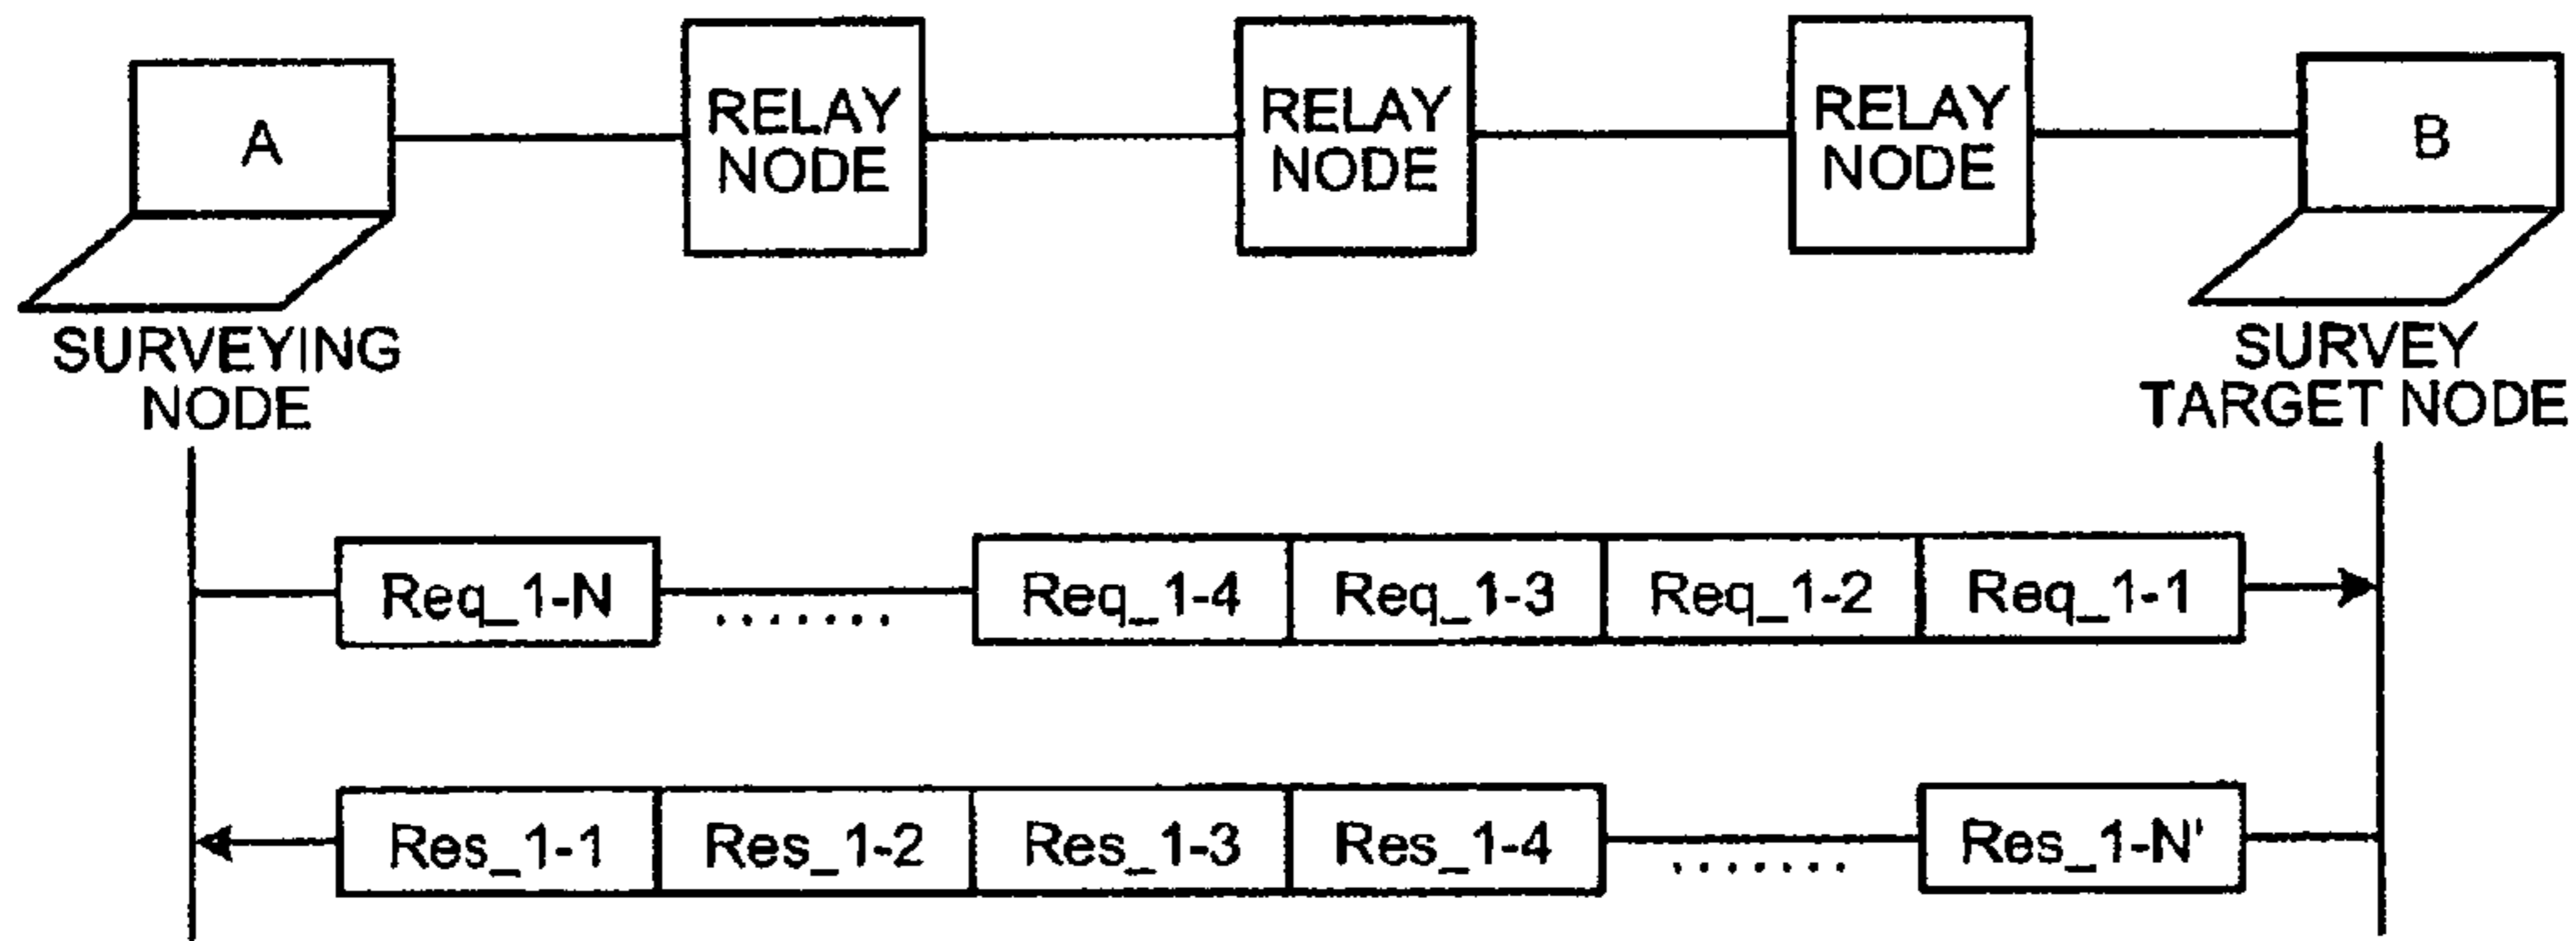 A
RELAY
NODE
RELAY
NODE
RELAY
NODE
B
SURVEYING
NODE
SURVEY
TARGET NODE
Req_1-N ....... Req_1-4 Req_1-3 Req_1-2 Req_1-1
Res_1-1 Res_1-2 Res_1-3 Res_1-4 ....... Res_1-N'